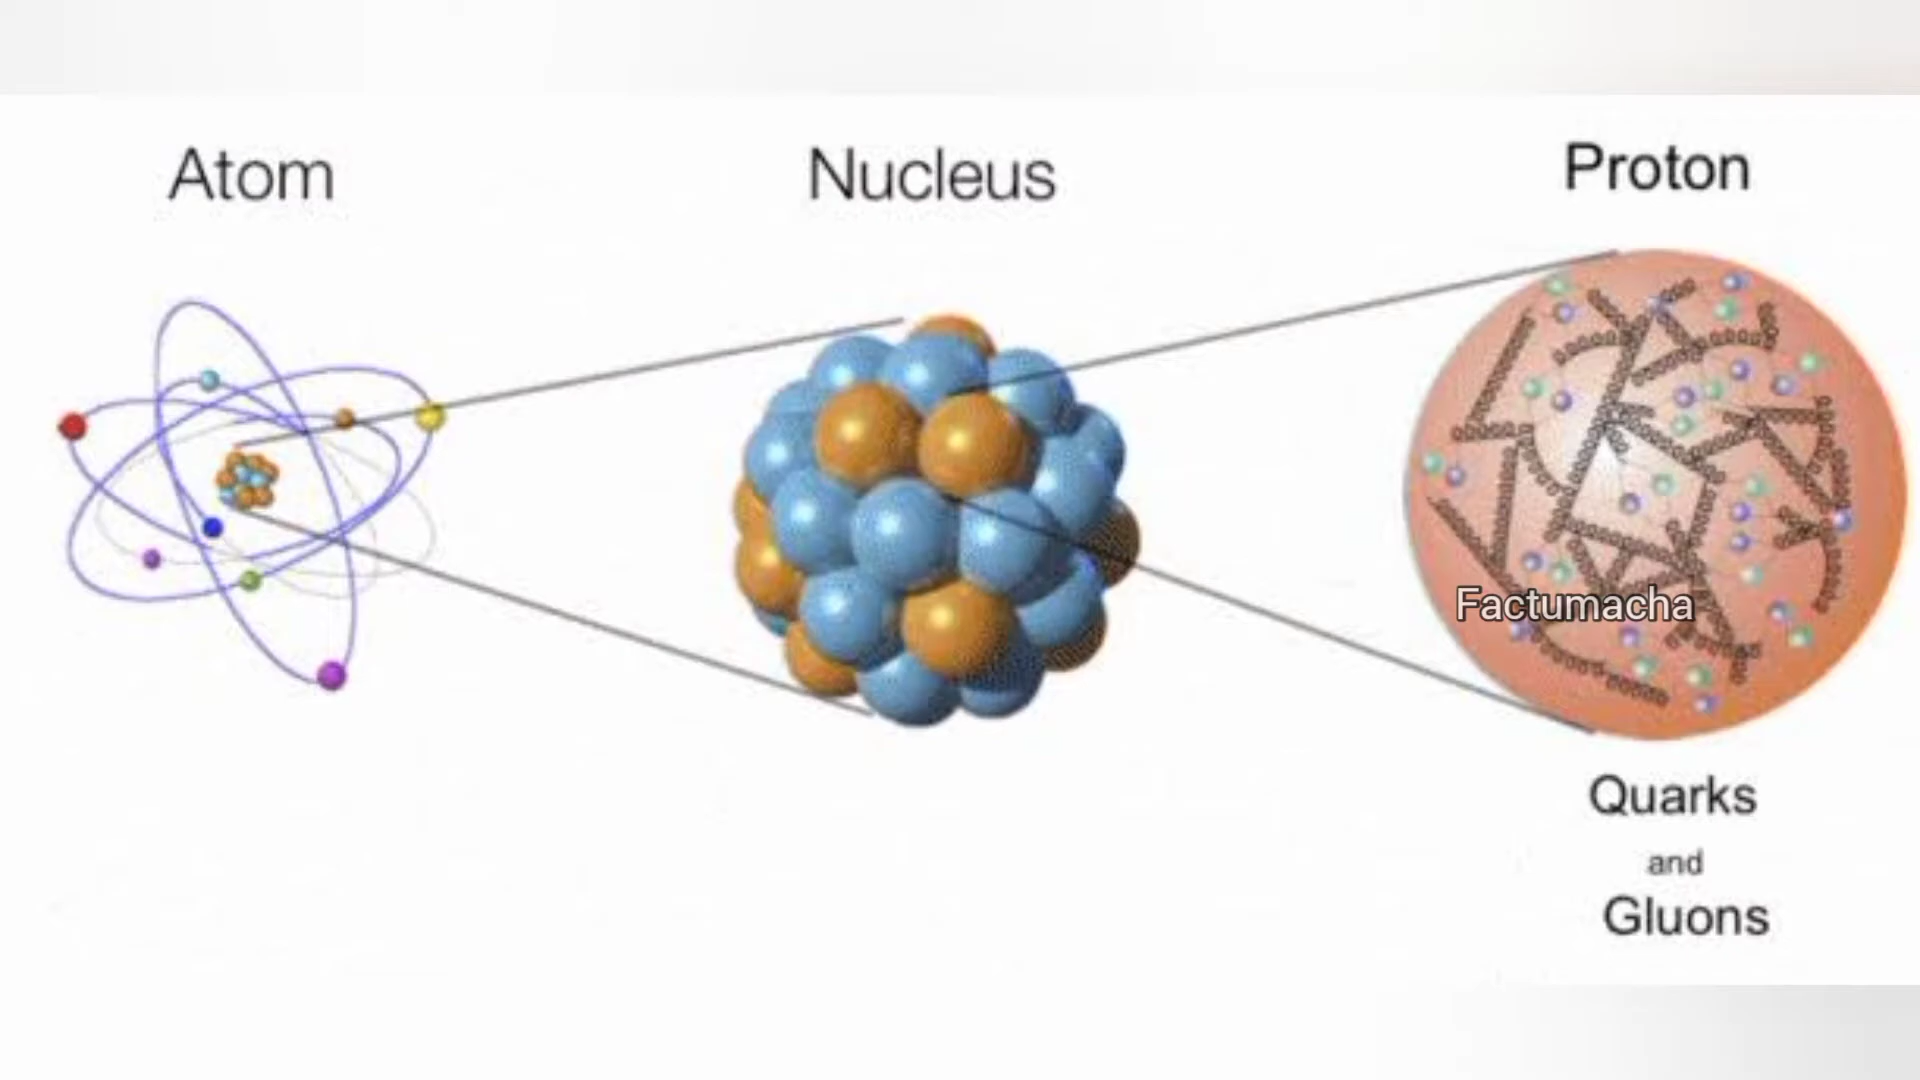 Atom
Nucleus
Proton
Factumacha
Quarks
and
Gluons